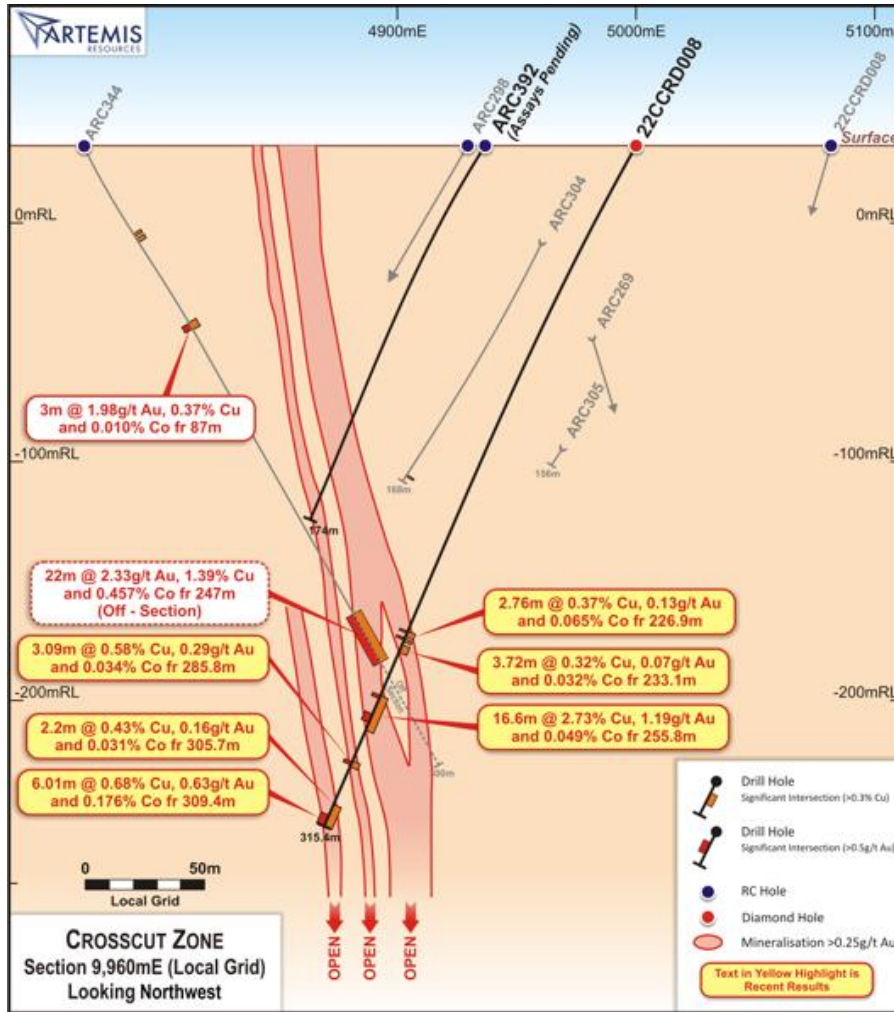 ARTEMIS
RESOURCES
4900mE
5000mE
5100m
ARC344
ARC298
ARC392
(Assays Pending)
22CCRD008
22CCRD008
Surface
0mRL
0mRL
ARC304
ARC269
ARC305
3m @ 1.98g/t Au, 0.37% Cu
and 0.010% Co fr 87m
-100mRL
-100mRL
168m
156m
174m
22m @ 2.33g/t Au, 1.39% Cu
and 0.457% Co fr 247m
(Off - Section)
2.76m @ 0.37% Cu, 0.13g/t Au
and 0.065% Co fr 226.9m
3.09m @ 0.58% Cu, 0.29g/t Au
and 0.034% Co fr 285.8m
3.72m @ 0.32% Cu, 0.07g/t Au
and 0.032% Co fr 233.1m
-200mRL
-200mRL
Off
Section
16.6m @ 2.73% Cu, 1.19g/t Au
and 0.049% Co fr 255.8m
2.2m @ 0.43% Cu, 0.16g/t Au
and 0.031% Co fr 305.7m
6.01m @ 0.68% Cu, 0.63g/t Au
and 0.176% Co fr 309.4m
315.4m
0
50m
Local Grid
OPEN
OPEN
OPEN
CROSSCUT ZONE
Section 9,960mE (Local Grid)
Looking Northwest
Drill Hole
Significant Intersection (>0.3% Cu)
Drill Hole
Significant Intersection (>0.5g/t Au)
RC Hole
Diamond Hole
Mineralisation >0.25g/t Au
Text in Yellow Highlight is
Recent Results